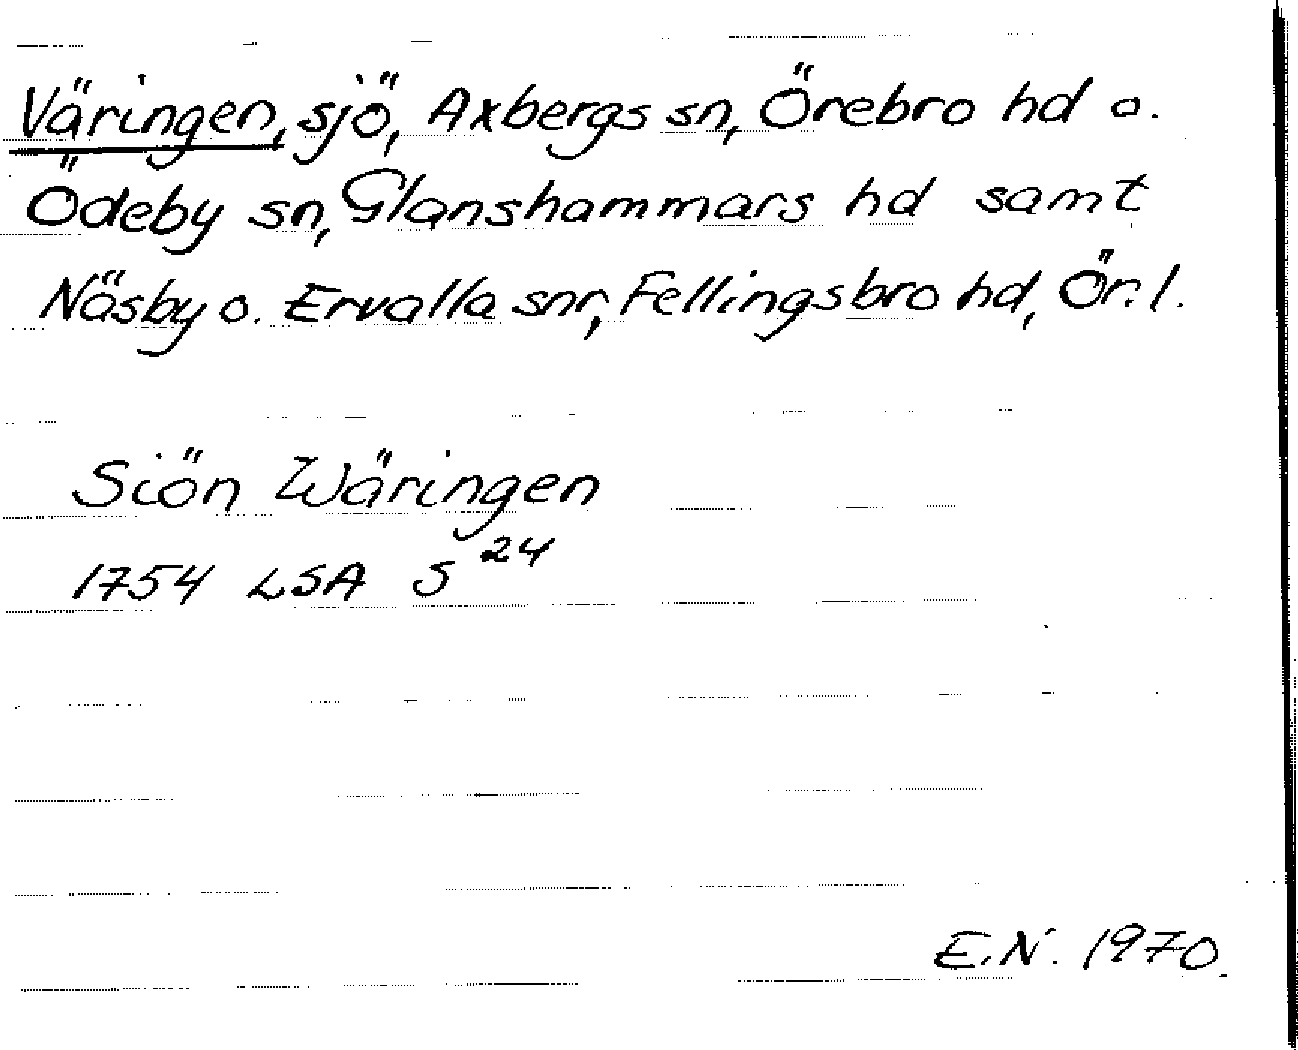 Väringen, sjö, Axbergs sn, Örebro hd o.
Ödeby sn, Glanshammars hd samt
Näsby o. Ervalla snr, Fellingsbro hd, Ör. l.
Siön Wäringen
1754 LSA S 24
E.N. 1970.